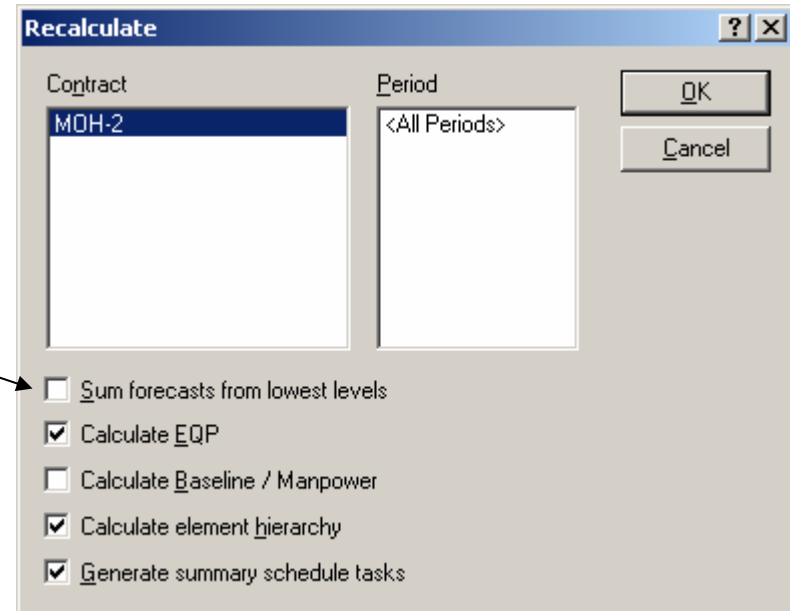 Recalculate
Contract
Period
OK
MOH-2
<All Periods>
Cancel
Sum forecasts from lowest levels
Calculate EQP
Calculate Baseline / Manpower
Calculate element hierarchy
Generate summary schedule tasks